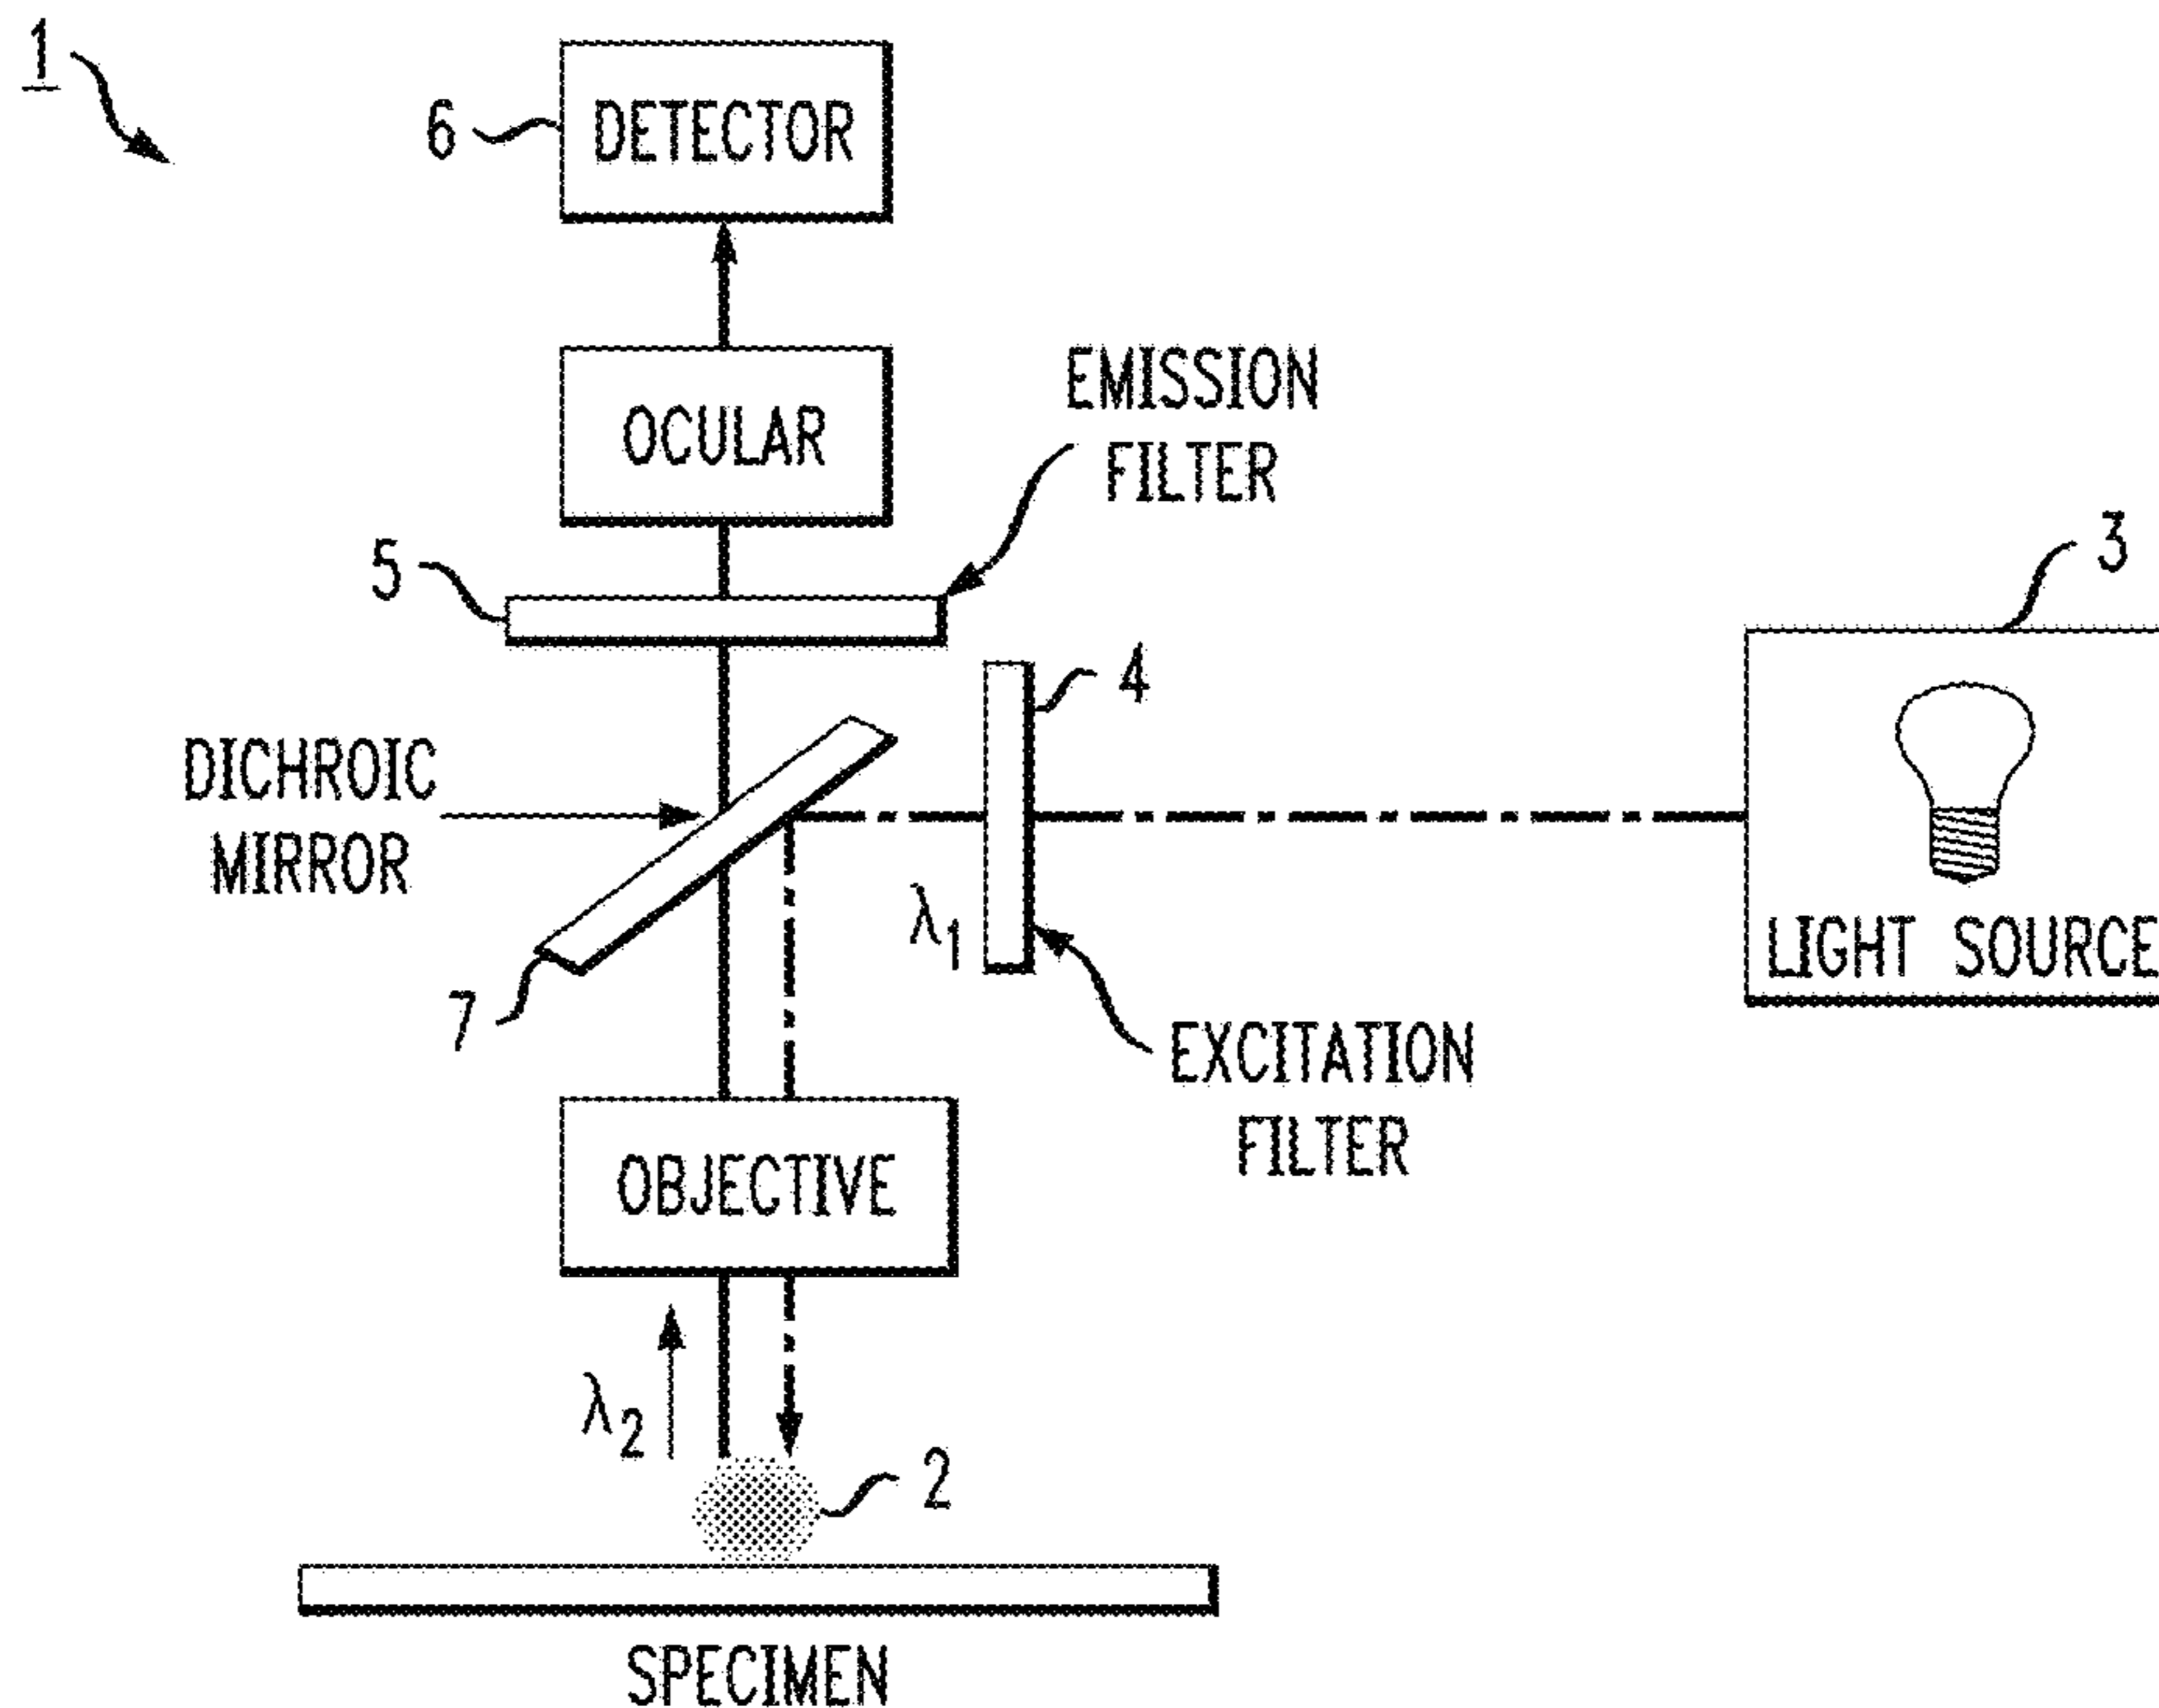 1
6
DETECTOR
OCULAR
EMISSION
FILTER
5
3
4
DICHROIC
MIRROR
λ1
LIGHT SOURCE
7
EXCITATION
FILTER
OBJECTIVE
λ2
2
SPECIMEN